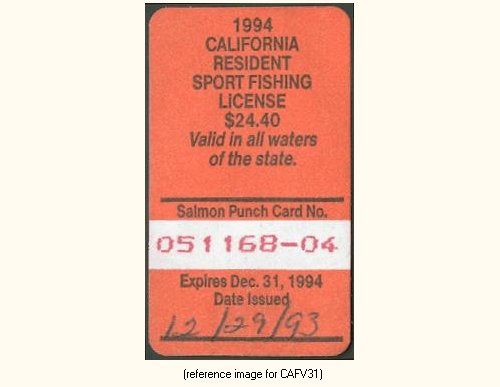 1994
CALIFORNIA
RESIDENT
SPORT FISHING
LICENSE
$24.40
Valid in all waters
of the state.
Salmon Punch Card No.
051168-04
Expires Dec. 31, 1994
Date Issued
12/29/93
(reference image for CAFV31)